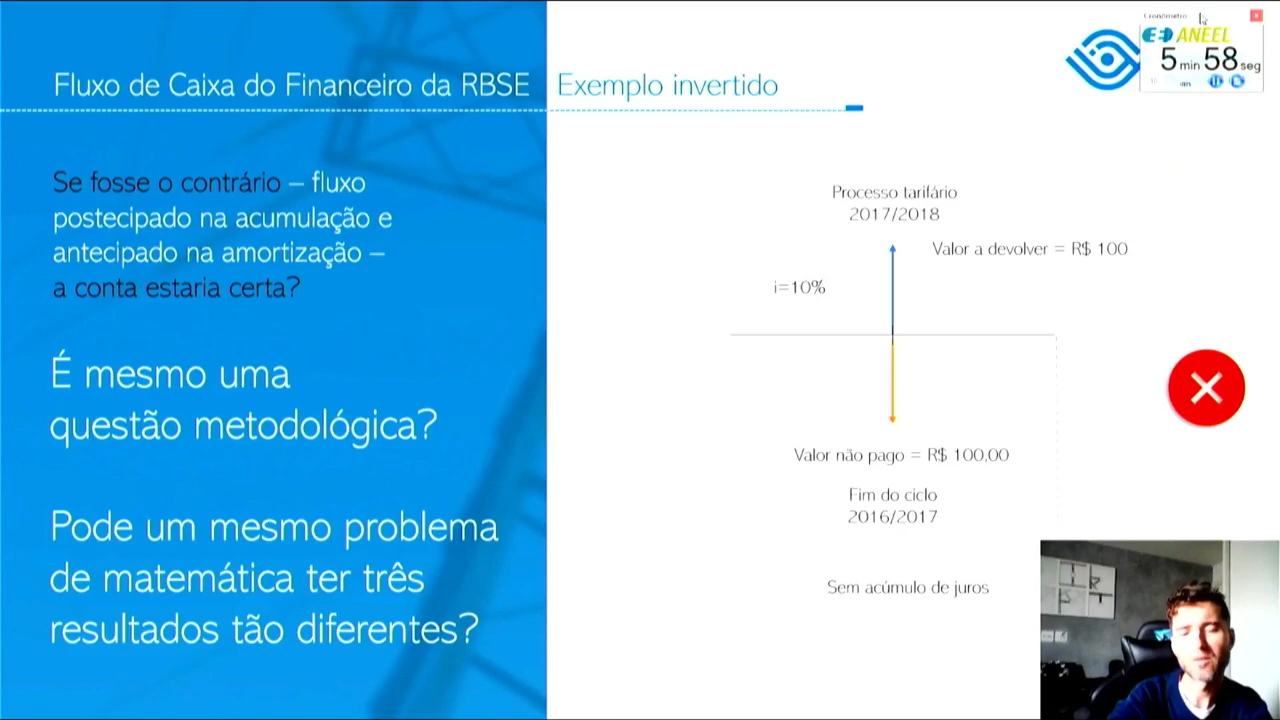 Cronômetro
ANEEL
5 min 58 seg
Fluxo de Caixa do Financeiro da RBSE
Exemplo invertido
Se fosse o contrário – fluxo
postecipado na acumulação e
antecipado na amortização –
a conta estaria certa?
É mesmo uma
questão metodológica?
Pode um mesmo problema
de matemática ter três
resultados tão diferentes?
Processo tarifário
2017/2018
Valor a devolver = R$ 100
i=10%
Valor não pago = R$ 100,00
Fim do ciclo
2016/2017
Sem acúmulo de juros